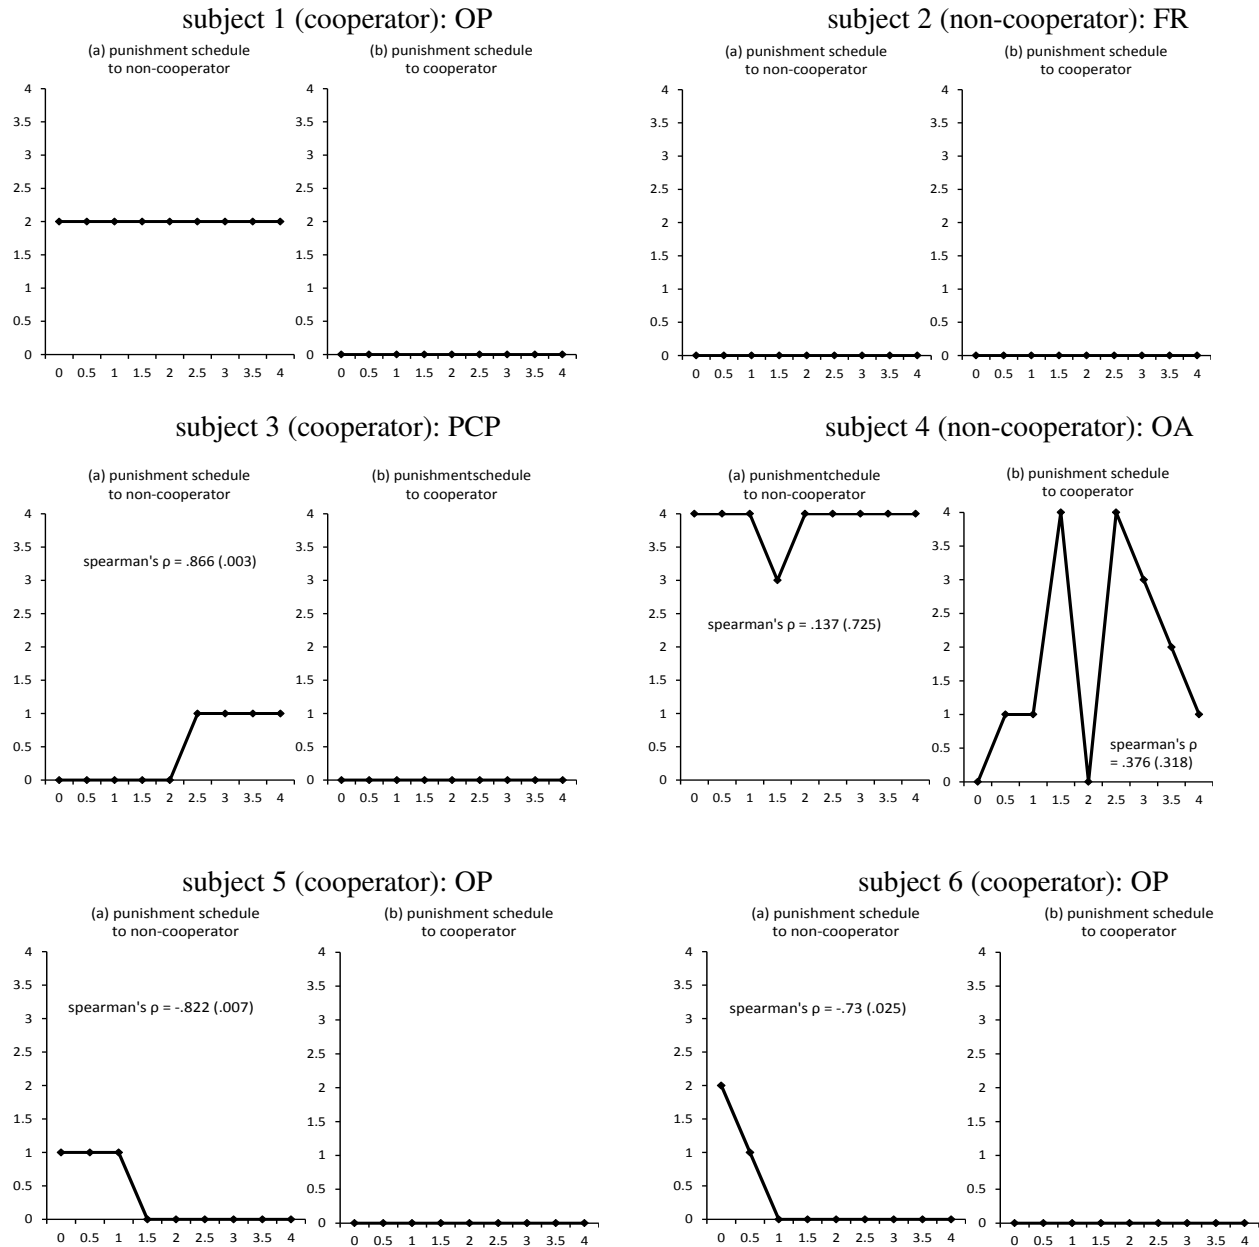 subject 1 (cooperator): OP
(a) punishment schedule
to non-cooperator
4
3.5
3
2.5
2
1.5
1
0.5
0
0 0.5 1 1.5 2 2.5 3 3.5 4
(b) punishment schedule
to cooperator
4
3.5
3
2.5
2
1.5
1
0.5
0
0 0.5 1 1.5 2 2.5 3 3.5 4
subject 2 (non-cooperator): FR
(a) punishment schedule
to non-cooperator
4
3.5
3
2.5
2
1.5
1
0.5
0
0 0.5 1 1.5 2 2.5 3 3.5 4
(b) punishment schedule
to cooperator
4
3.5
3
2.5
2
1.5
1
0.5
0
0 0.5 1 1.5 2 2.5 3 3.5 4
subject 3 (cooperator): PCP
(a) punishment schedule
to non-cooperator
4
3.5
3
2.5
2
1.5
1
0.5
0
spearman's ρ = .866 (.003)
0 0.5 1 1.5 2 2.5 3 3.5 4
(b) punishmentschedule
to cooperator
4
3.5
3
2.5
2
1.5
1
0.5
0
0 0.5 1 1.5 2 2.5 3 3.5 4
subject 4 (non-cooperator): OA
(a) punishmentchedule
to non-cooperator
4
3.5
3
2.5
2
1.5
1
0.5
0
spearman's ρ = .137 (.725)
0 0.5 1 1.5 2 2.5 3 3.5 4
(b) punishment schedule
to cooperator
4
3.5
3
2.5
2
1.5
1
0.5
0
spearman's ρ
= .376 (.318)
0 0.5 1 1.5 2 2.5 3 3.5 4
subject 5 (cooperator): OP
(a) punishment schedule
to non-cooperator
4
3.5
3
2.5
2
1.5
1
0.5
0
spearman's ρ = -.822 (.007)
0 0.5 1 1.5 2 2.5 3 3.5 4
(b) punishment schedule
to cooperator
4
3.5
3
2.5
2
1.5
1
0.5
0
0 0.5 1 1.5 2 2.5 3 3.5 4
subject 6 (cooperator): OP
(a) punishment schedule
to non-cooperator
4
3.5
3
2.5
2
1.5
1
0.5
0
spearman's ρ = -.73 (.025)
0 0.5 1 1.5 2 2.5 3 3.5 4
(b) punishment schedule
to cooperator
4
3.5
3
2.5
2
1.5
1
0.5
0
0 0.5 1 1.5 2 2.5 3 3.5 4